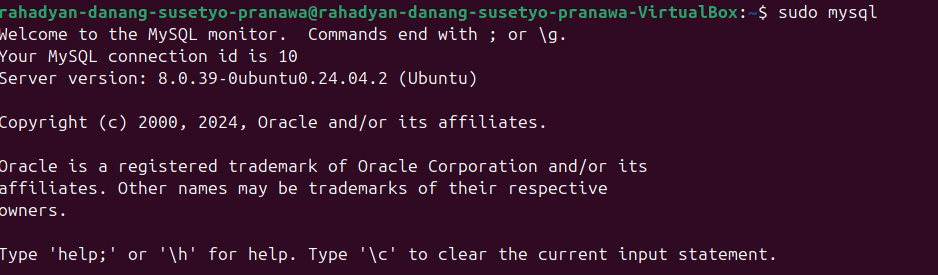 rahadyan-danang-susetyo-pranawa@rahadyan-danang-susetyo-pranawa-VirtualBox:~$ sudo mysql
Welcome to the MySQL monitor.  Commands end with ; or \g.
Your MySQL connection id is 10
Server version: 8.0.39-0ubuntu0.24.04.2 (Ubuntu)
Copyright (c) 2000, 2024, Oracle and/or its affiliates.
Oracle is a registered trademark of Oracle Corporation and/or its
affiliates. Other names may be trademarks of their respective
owners.
Type 'help;' or '\h' for help. Type '\c' to clear the current input statement.